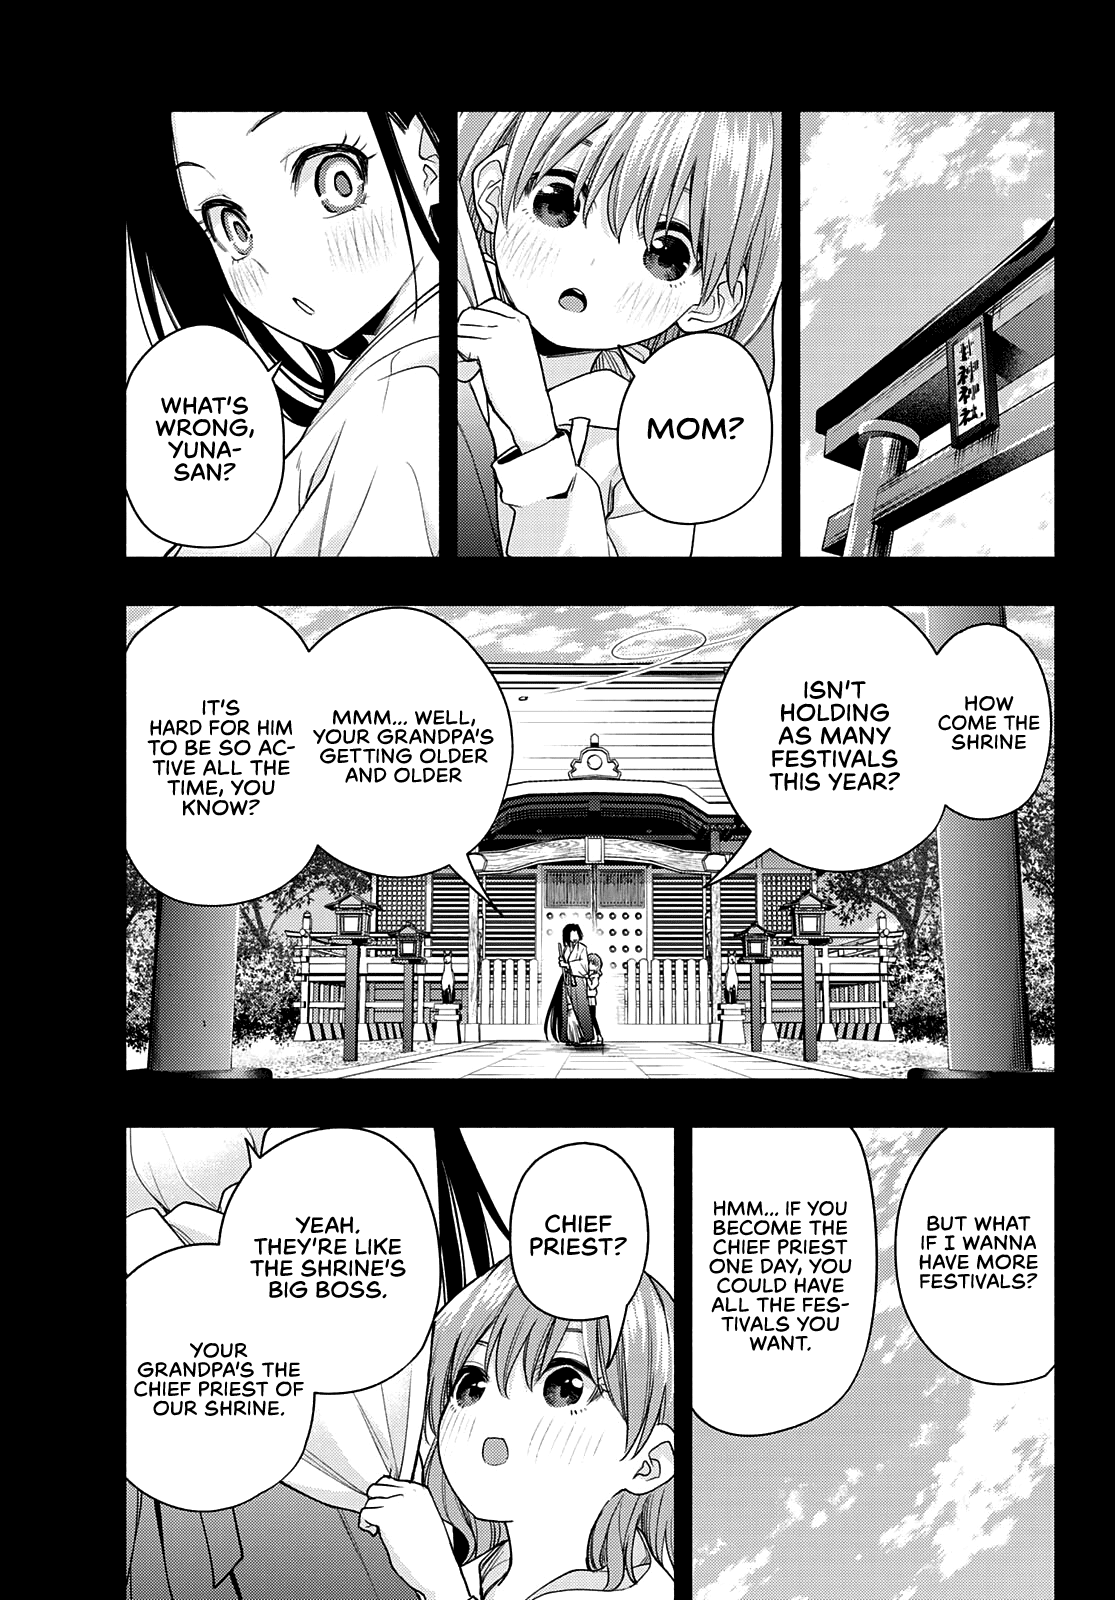 封神神社
MOM?
WHAT'S
WRONG,
YUNA-
SAN?
HOW
COME THE
SHRINE
ISN'T
HOLDING
AS MANY
FESTIVALS
THIS YEAR?
MMM... WELL,
YOUR GRANDPA'S
GETTING OLDER
AND OLDER
IT'S
HARD FOR HIM
TO BE SO AC-
TIVE ALL THE
TIME, YOU
KNOW?
BUT WHAT
IF I WANNA
HAVE MORE
FESTIVALS?
HMM... IF YOU
BECOME THE
CHIEF PRIEST
ONE DAY, YOU
COULD HAVE
ALL THE FES-
TIVALS YOU
WANT.
CHIEF
PRIEST?
YEAH.
THEY'RE LIKE
THE SHRINE'S
BIG BOSS.
YOUR
GRANDPA'S THE
CHIEF PRIEST OF
OUR SHRINE.